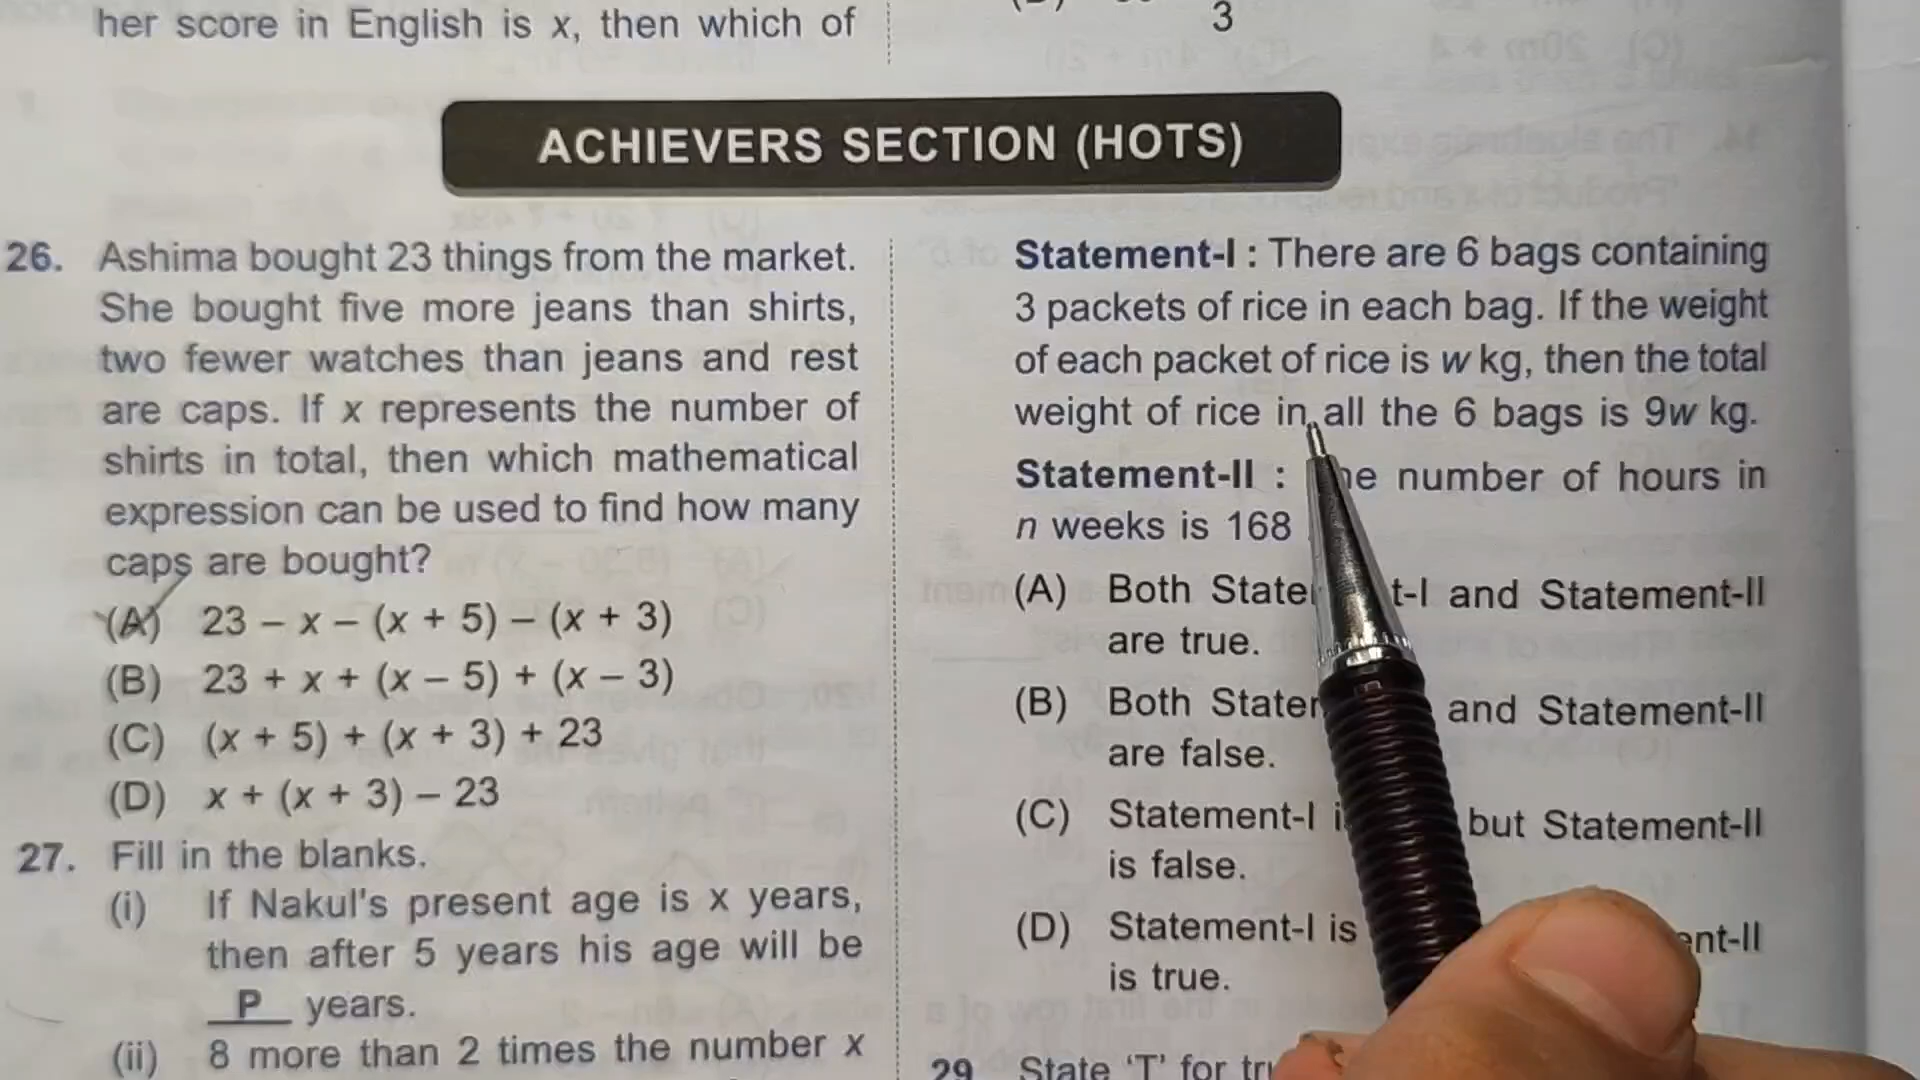 her score in English is x, then which of
3
ACHIEVERS SECTION (HOTS)
26. Ashima bought 23 things from the market.
She bought five more jeans than shirts,
two fewer watches than jeans and rest
are caps. If x represents the number of
shirts in total, then which mathematical
expression can be used to find how many
caps are bought?
(A) 23 – x – (x + 5) – (x + 3)
(B) 23 + x + (x – 5) + (x – 3)
(C) (x + 5) + (x + 3) + 23
(D) x + (x + 3) – 23
27. Fill in the blanks.
(i) If Nakul's present age is x years,
then after 5 years his age will be
P years.
(ii) 8 more than 2 times the number x
Statement-I : There are 6 bags containing
3 packets of rice in each bag. If the weight
of each packet of rice is w kg, then the total
weight of rice in all the 6 bags is 9w kg.
Statement-II : number of hours in
n weeks is 168
(A) Both and Statement-II
are true.
(B) Both and Statement-II
are false.
(C) Statement-I but Statement-II
is false.
(D) Statement-I is
is true.
29 State 'T' for